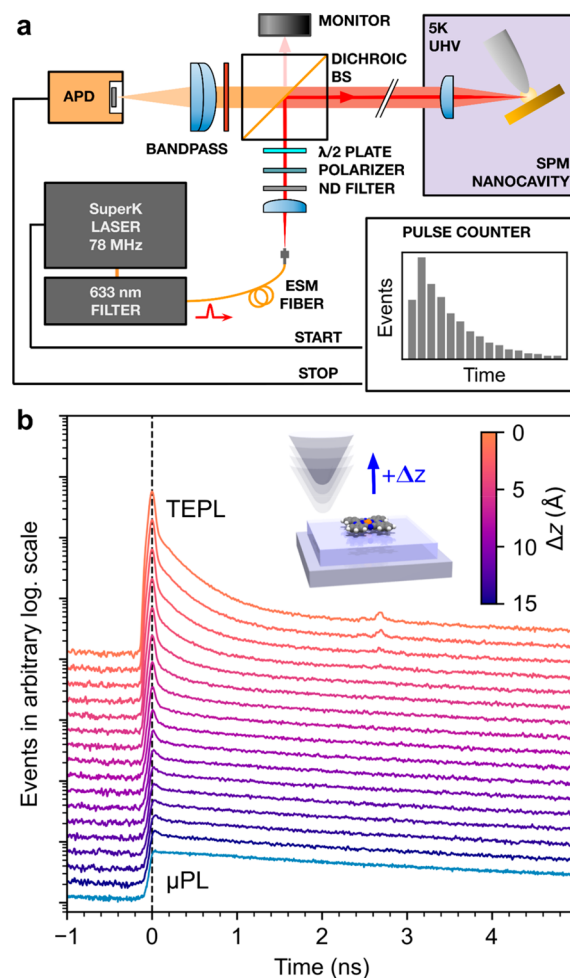 a
MONITOR
DICHROIC
BS
5K
UHV
APD
BANDPASS
λ/2 PLATE
POLARIZER
ND FILTER
SPM
NANOCAVITY
SuperK
LASER
78 MHz
633 nm
FILTER
ESM
FIBER
PULSE COUNTER
Events
Time
START
STOP
b
TEPL
+Δz
0
5
10
15
Δz (Å)
Events in arbitrary log. scale
μPL
−1 0 1 2 3 4
Time (ns)